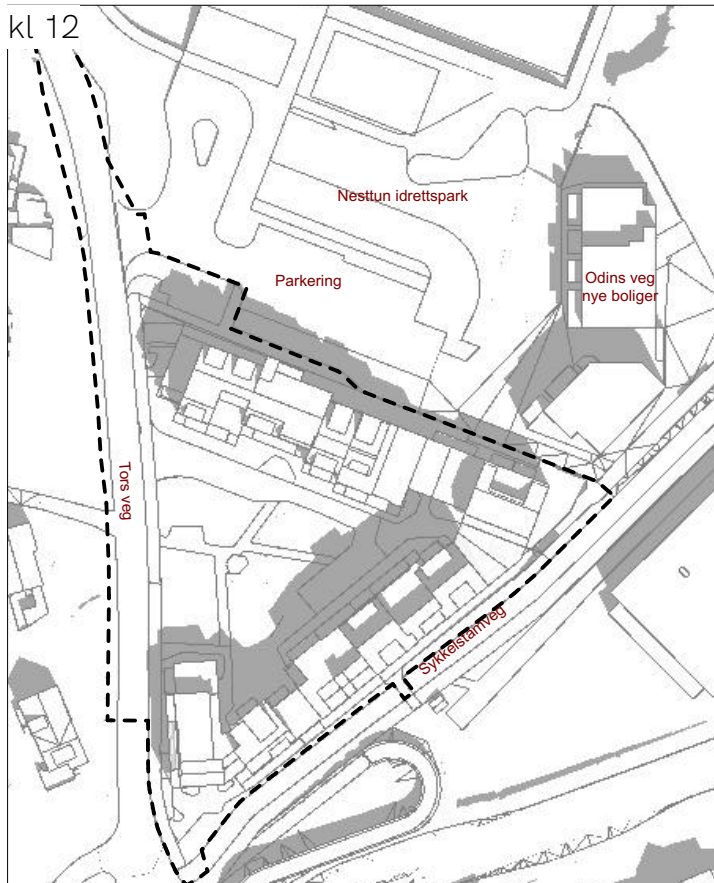 kl 12
Nesttun idrettspark
Parkering
Odins veg
nye boliger
Tors veg
Sykkelstamveg